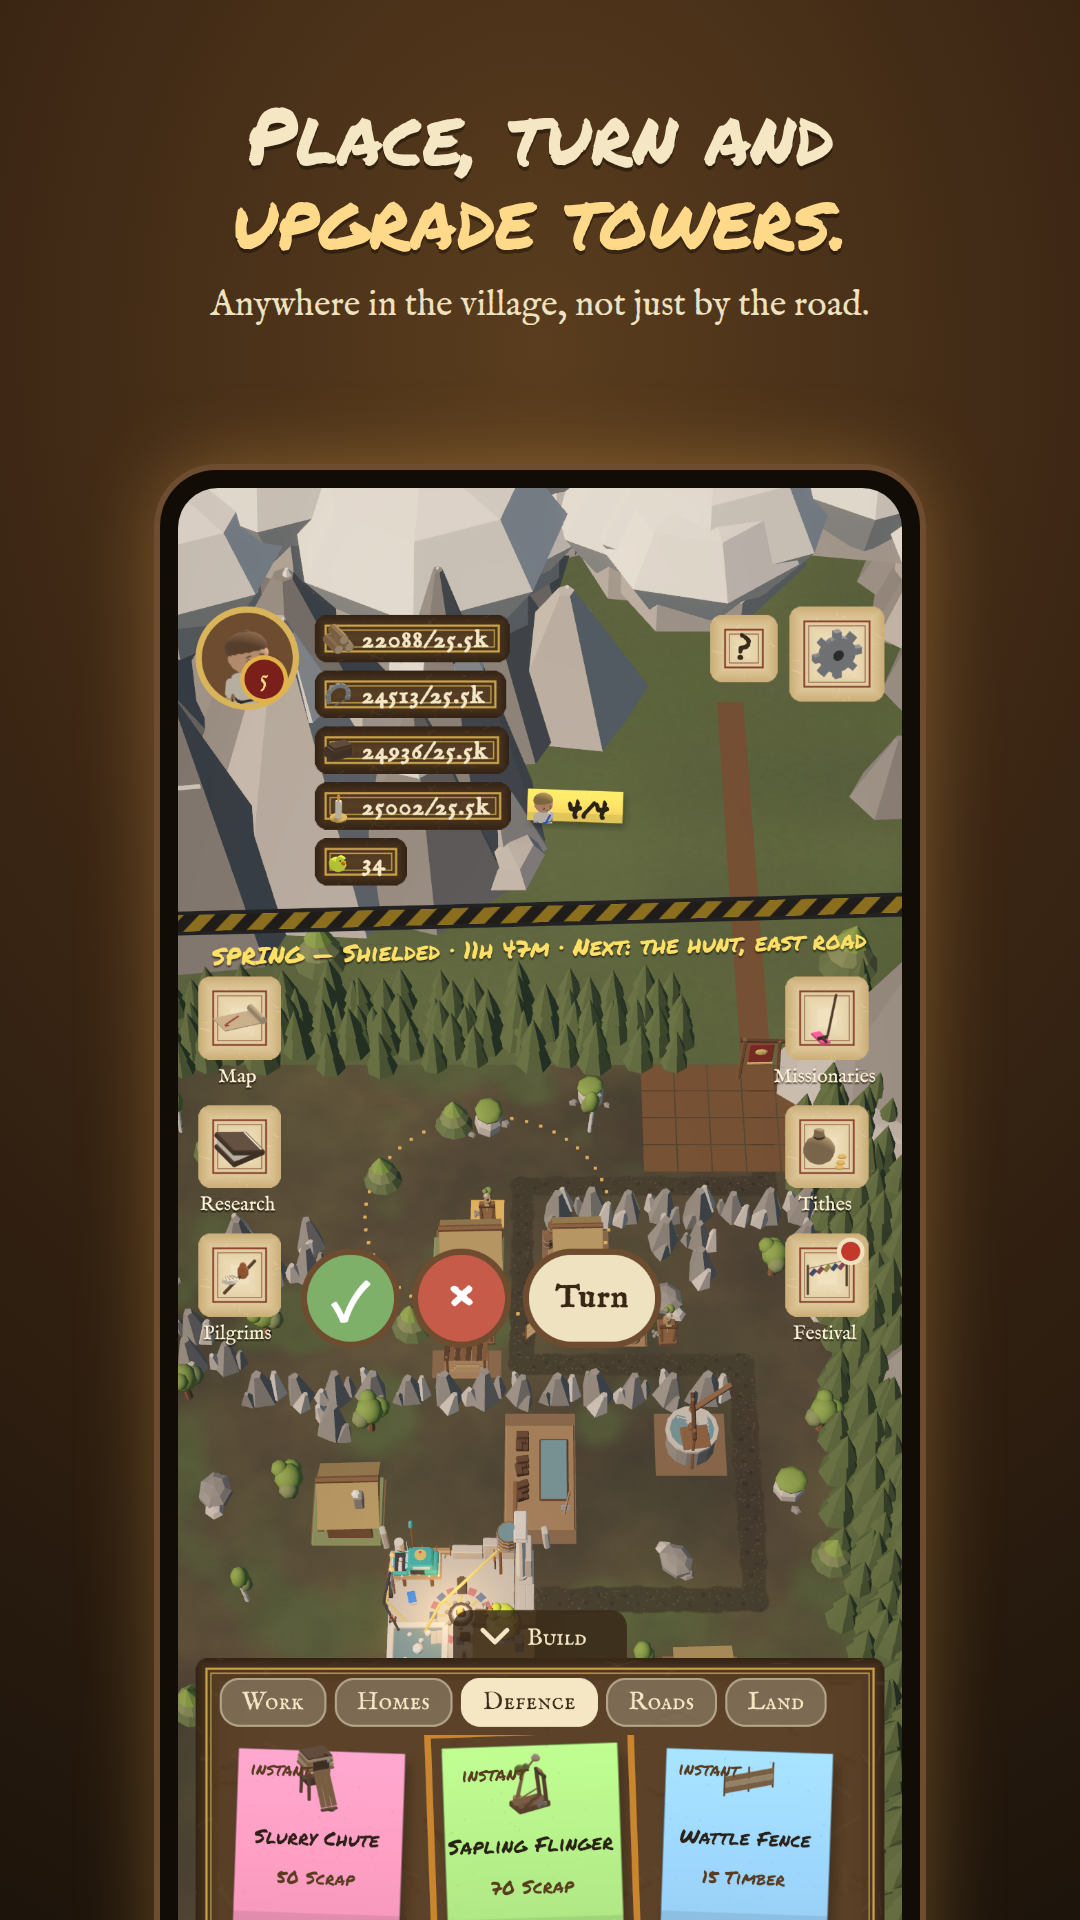 Place, turn and
upgrade towers.
Anywhere in the village, not just by the road.
5
22088/25.5k
24513/25.5k
24936/25.5k
25002/25.5k
4/4
34
?
Spring — Shielded · 11h 47m · Next: the hunt, east road
Map
Missionaries
Research
Tithes
Pilgrims
Festival
Turn
Build
Work
Homes
Defence
Roads
Land
Instant
Slurry Chute
50 Scrap
Instant
Sapling Flinger
70 Scrap
Instant
Wattle Fence
15 Timber